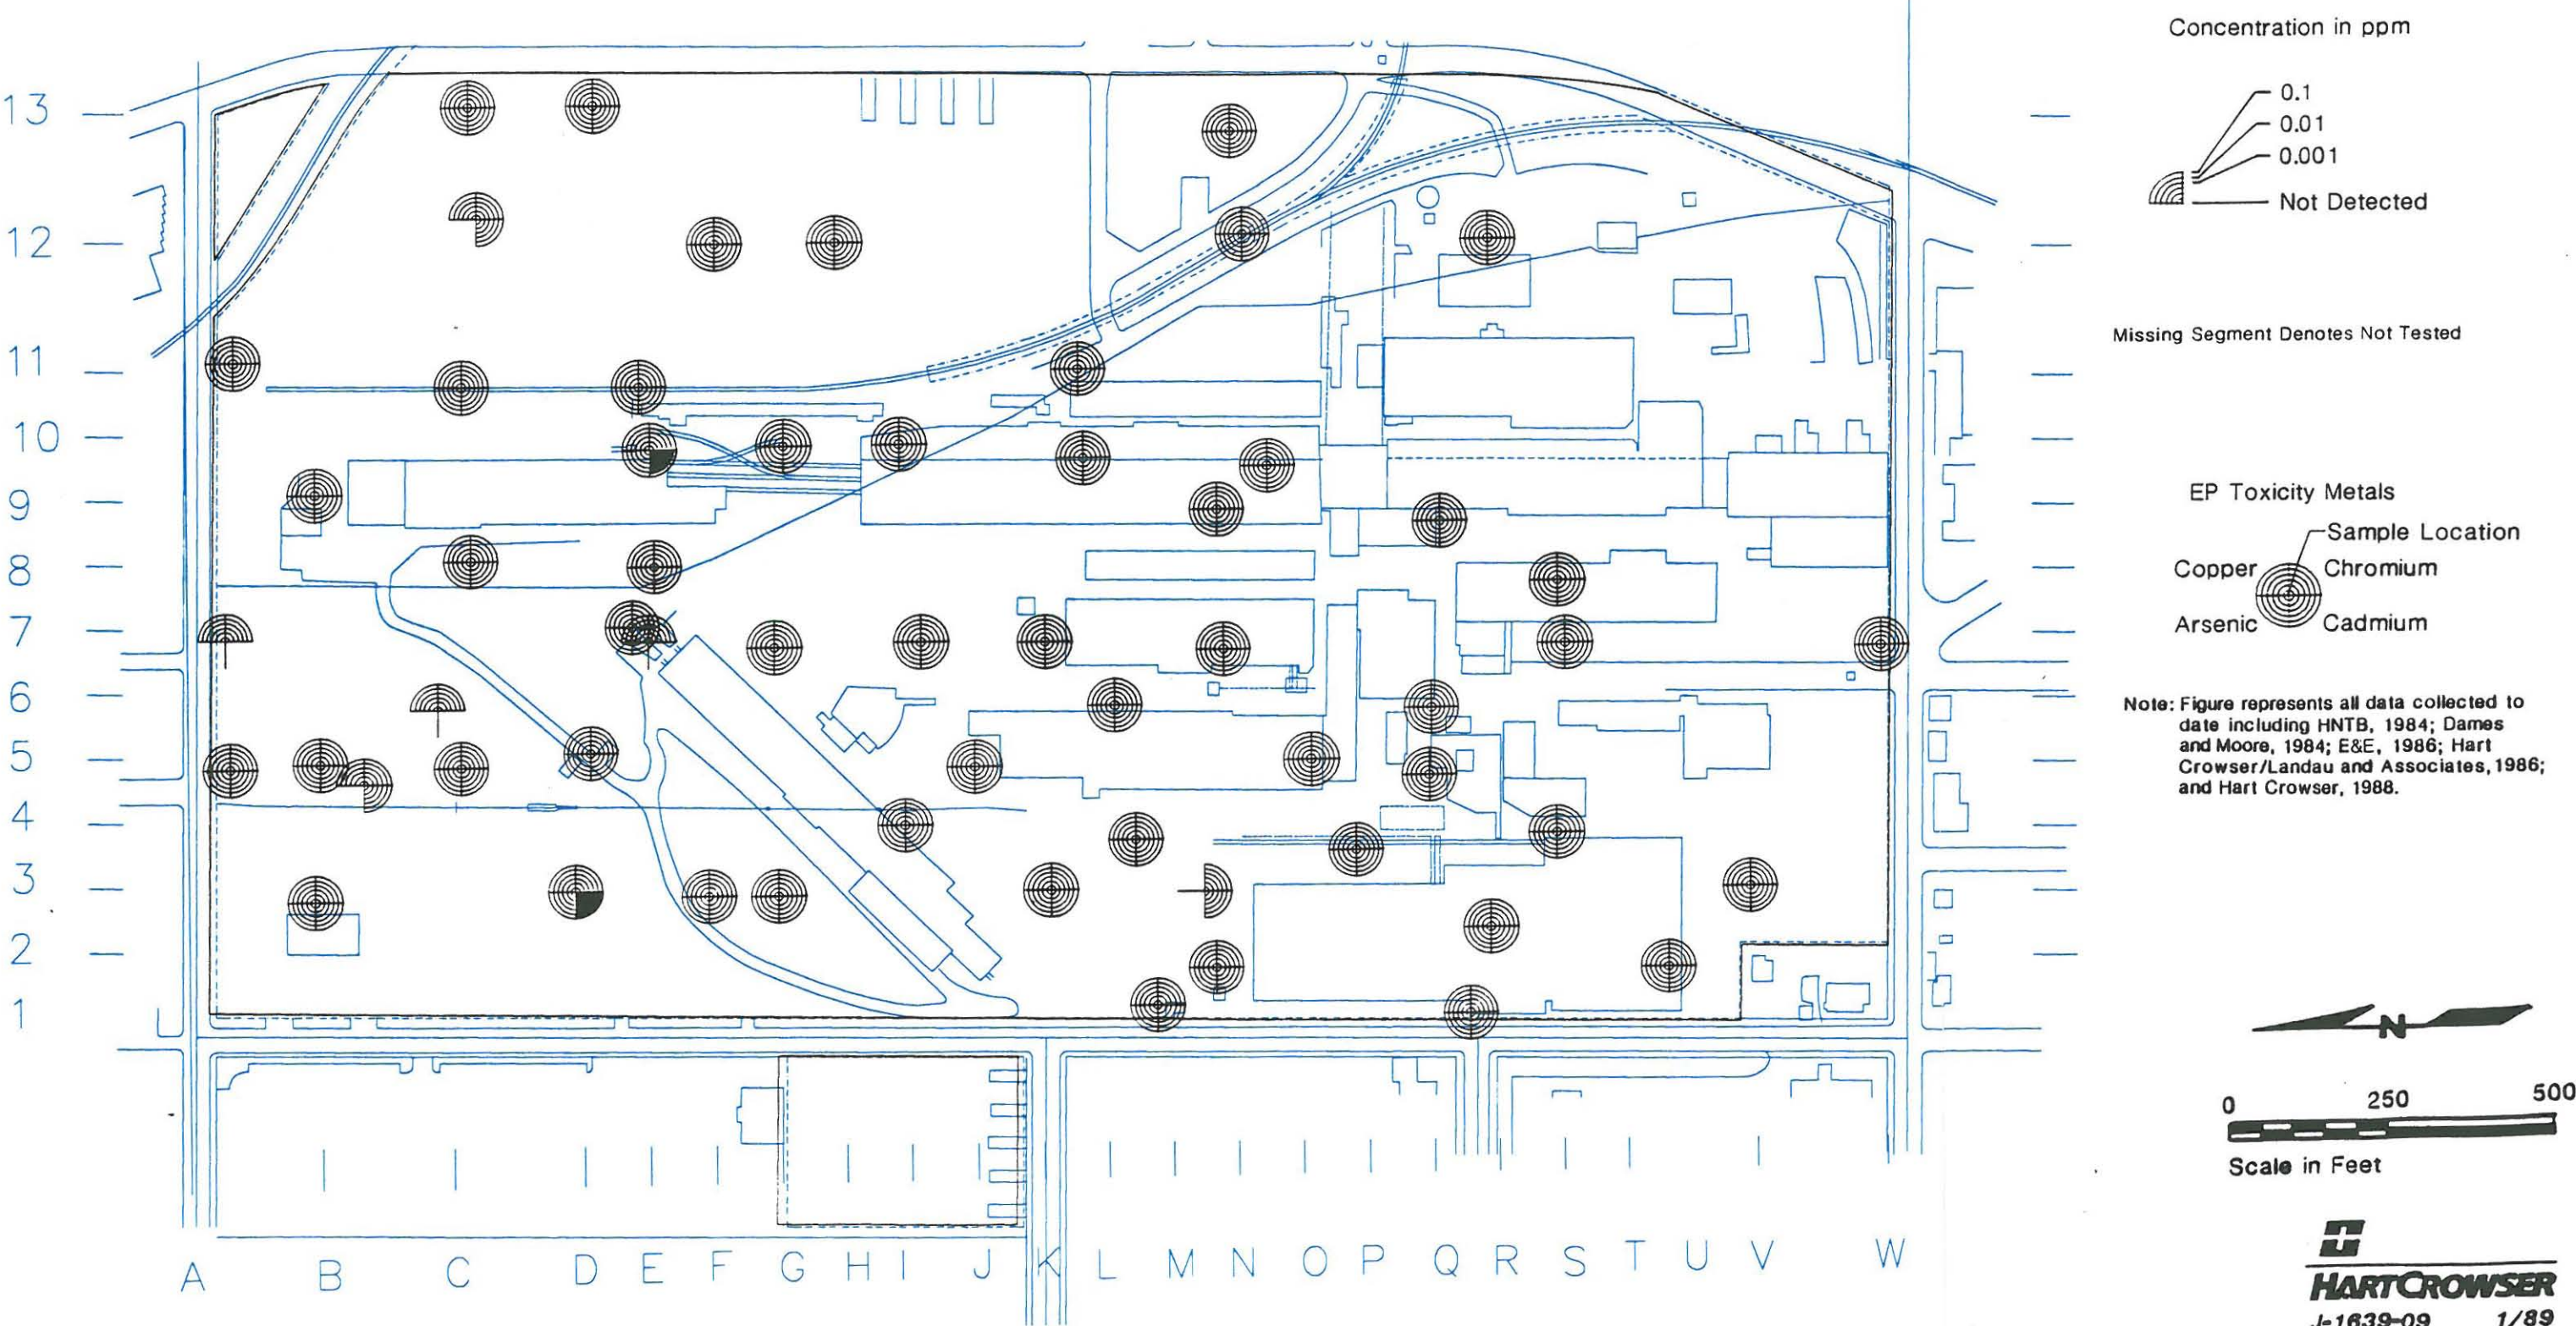 Concentration in ppm
0.1
0.01
0.001
Not Detected
Missing Segment Denotes Not Tested
EP Toxicity Metals
Sample Location
Copper Chromium
Arsenic Cadmium
Note: Figure represents all data collected to
date including HNTB, 1984; Dames
and Moore, 1984; E&E, 1986; Hart
Crowser/Landau and Associates, 1986;
and Hart Crowser, 1988.
N
0 250 500
Scale in Feet
HARTCROWSER
J-1639-09 1/89
13
12
11
10
9
8
7
6
5
4
3
2
1
A B C D E F G H I J K L M N O P Q R S T U V W